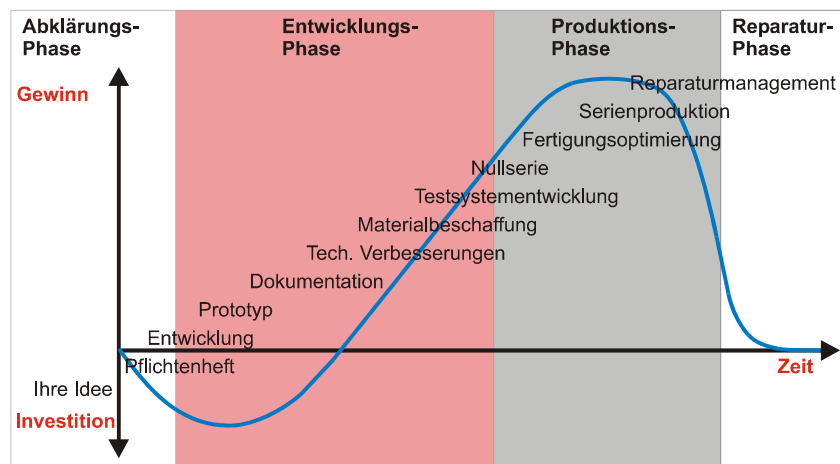 Abklärungs-
Phase
Entwicklungs-
Phase
Produktions-
Phase
Reparatur-
Phase
Gewinn
Reparaturmanagement
Serienproduktion
Fertigungsoptimierung
Nullserie
Testsystementwicklung
Materialbeschaffung
Tech. Verbesserungen
Dokumentation
Prototyp
Entwicklung
Pflichtenheft
Zeit
Ihre Idee
Investition